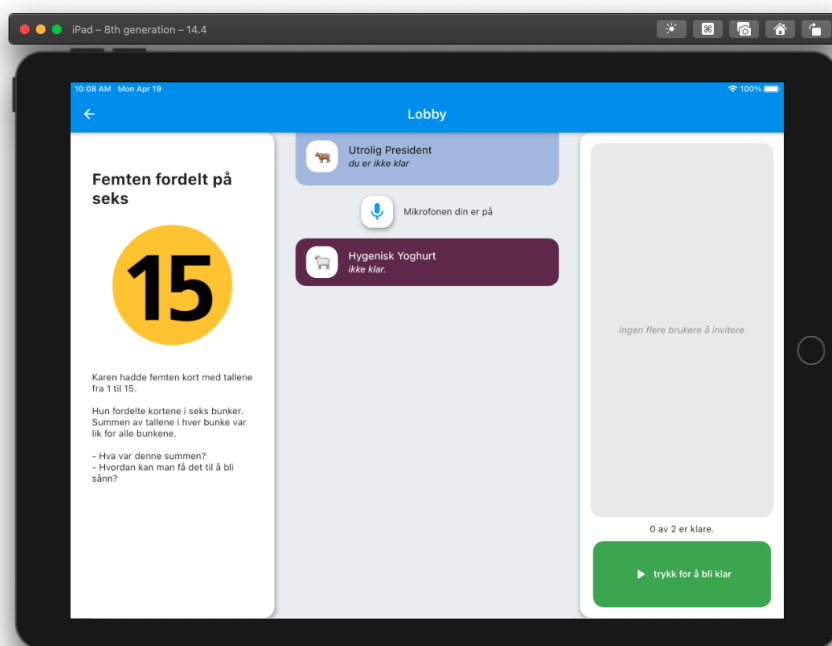 iPad – 8th generation – 14.4
10:08 AM Mon Apr 19
100%
Lobby
Femten fordelt på
seks
15
Karen hadde femten kort med tallene
fra 1 til 15.
Hun fordelte kortene i seks bunker.
Summen av tallene i hver bunke var
lik for alle bunkene.
- Hva var denne summen?
- Hvordan kan man få det til å bli
sånn?
Utrolig President
du er ikke klar
Mikrofonen din er på
Hygenisk Yoghurt
ikke klar.
ingen flere brukere å invitere
0 av 2 er klare.
trykk for å bli klar